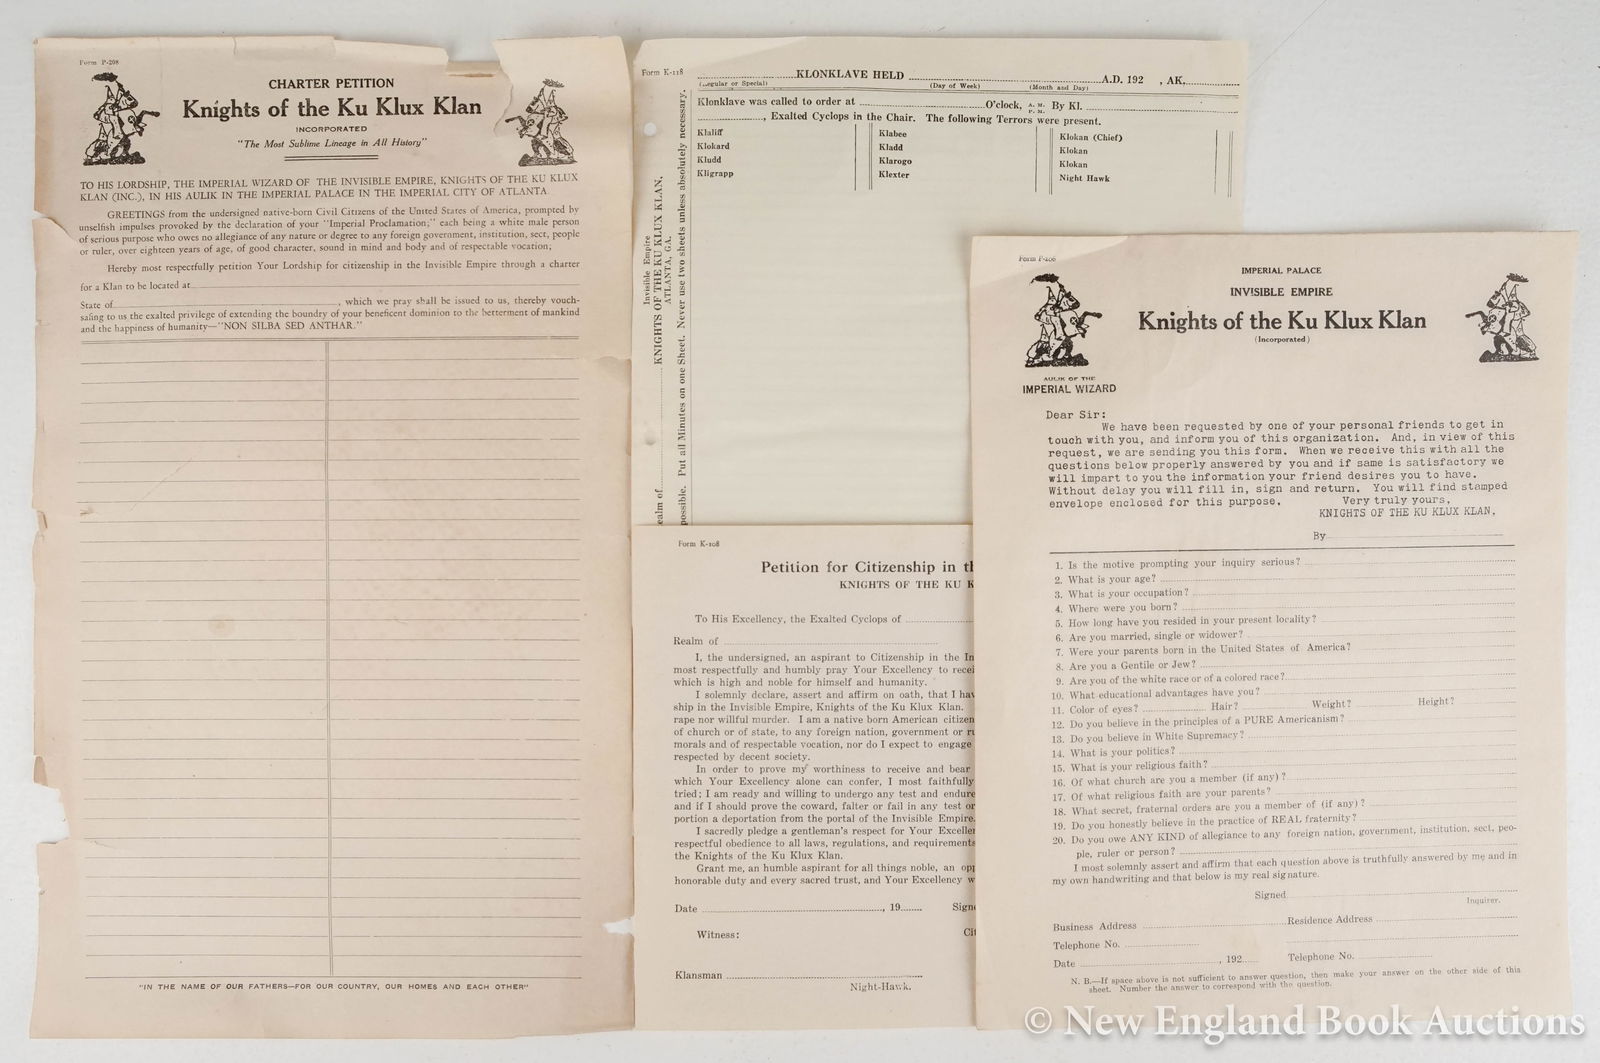 Form P-208
CHARTER PETITION
Knights of the Ku Klux Klan
INCORPORATED
"The Most Sublime Lineage in All History"
TO HIS LORDSHIP, THE IMPERIAL WIZARD OF THE INVISIBLE EMPIRE, KNIGHTS OF THE KU KLUX
KLAN (INC.), IN HIS AULIK IN THE IMPERIAL PALACE IN THE IMPERIAL CITY OF ATLANTA.
GREETINGS from the undersigned native-born Civil Citizens of the United States of America, prompted by
unselfish impulses provoked by the declaration of your "Imperial Proclamation;" each being a white male person
of serious purpose who owes no allegiance of any nature or degree to any foreign government, institution, sect, people
or ruler, over eighteen years of age, of good character, sound in mind and body and of respectable vocation;
Hereby most respectfully petition Your Lordship for citizenship in the Invisible Empire through a charter
for a Klan to be located at
State of , which we pray shall be issued to us, thereby vouch-
safing to us the exalted privilege of extending the boundry of your beneficent dominion to the betterment of mankind
and the happiness of humanity—"NON SILBA SED ANTHAR."
"IN THE NAME OF OUR FATHERS—FOR OUR COUNTRY, OUR HOMES AND EACH OTHER"
Form K-118
KLONKLAVE HELD A.D. 192 , AK.
(Regular or Special) (Day of Week) (Month and Day)
Klonklave was called to order at O'clock, A. M. P. M. By Kl.
, Exalted Cyclops in the Chair. The following Terrors were present.
Klaliff Klabee Klokan (Chief)
Klokard Kladd Klokan
Kludd Klarogo Klokan
Kligrapp Klexter Night Hawk
Invisible Empire
KNIGHTS OF THE KU KLUX KLAN,
ATLANTA, GA.
ealm of
possible. Put all Minutes on one Sheet. Never use two sheets unless absolutely necessary.
Form K-108
Petition for Citizenship in th
KNIGHTS OF THE KU K
To His Excellency, the Exalted Cyclops of
Realm of
I, the undersigned, an aspirant to Citizenship in the In
most respectfully and humbly pray Your Excellency to recei
which is high and noble for himself and humanity.
I solemnly declare, assert and affirm on oath, that I hav
ship in the Invisible Empire, Knights of the Ku Klux Klan.
rape nor willful murder. I am a native born American citizen
of church or of state, to any foreign nation, government or ru
morals and of respectable vocation, nor do I expect to engage
respected by decent society.
In order to prove my worthiness to receive and bear
which Your Excellency alone can confer, I most faithfully
tried; I am ready and willing to undergo any test and endure
and if I should prove the coward, falter or fail in any test or
portion a deportation from the portal of the Invisible Empire.
I sacredly pledge a gentleman's respect for Your Excellen
respectful obedience to all laws, regulations, and requirements
the Knights of the Ku Klux Klan.
Grant me, an humble aspirant for all things noble, an opp
honorable duty and every sacred trust, and Your Excellency w
Date , 19 Signe
Witness: Cit
Klansman
Night-Hawk.
Form P-206
IMPERIAL PALACE
INVISIBLE EMPIRE
Knights of the Ku Klux Klan
(Incorporated)
AULIK OF THE
IMPERIAL WIZARD
Dear Sir:
We have been requested by one of your personal friends to get in
touch with you, and inform you of this organization. And, in view of this
request, we are sending you this form. When we receive this with all the
questions below properly answered by you and if same is satisfactory we
will impart to you the information your friend desires you to have.
Without delay you will fill in, sign and return. You will find stamped
envelope enclosed for this purpose. Very truly yours,
KNIGHTS OF THE KU KLUX KLAN.
By
1. Is the motive prompting your inquiry serious?
2. What is your age?
3. What is your occupation?
4. Where were you born?
5. How long have you resided in your present locality?
6. Are you married, single or widower?
7. Were your parents born in the United States of America?
8. Are you a Gentile or Jew?
9. Are you of the white race or of a colored race?
10. What educational advantages have you?
11. Color of eyes? Hair? Weight? Height?
12. Do you believe in the principles of a PURE Americanism?
13. Do you believe in White Supremacy?
14. What is your politics?
15. What is your religious faith?
16. Of what church are you a member (if any)?
17. Of what religious faith are your parents?
18. What secret, fraternal orders are you a member of (if any)?
19. Do you honestly believe in the practice of REAL fraternity?
20. Do you owe ANY KIND of allegiance to any foreign nation, government, institution, sect, peo-
ple, ruler or person?
I most solemnly assert and affirm that each question above is truthfully answered by me and in
my own handwriting and that below is my real signature.
Signed
Inquirer.
Business Address Residence Address
Telephone No.
Date , 192 Telephone No.
N. B.—If space above is not sufficient to answer question, then make your answer on the other side of this
sheet. Number the answer to correspond with the question.
© New England Book Auctions